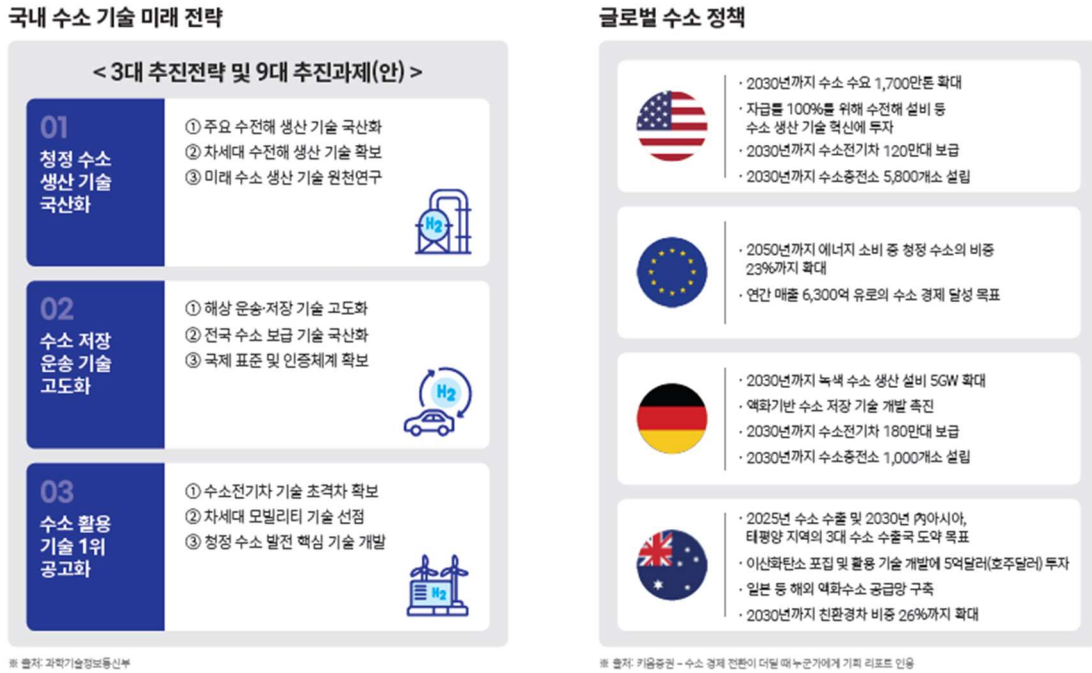 국내 수소 기술 미래 전략
< 3대 추진전략 및 9대 추진과제(안) >
01
청정 수소
생산 기술
국산화
① 주요 수전해 생산 기술 국산화
② 차세대 수전해 생산 기술 확보
③ 미래 수소 생산 기술 원천연구
H2
02
수소 저장
운송 기술
고도화
① 해상 운송·저장 기술 고도화
② 전국 수소 보급 기술 국산화
③ 국제 표준 및 인증체계 확보
H2
03
수소 활용
기술 1위
공고화
① 수소전기차 기술 초격차 확보
② 차세대 모빌리티 기술 선점
③ 청정 수소 발전 핵심 기술 개발
H2
※ 출처: 과학기술정보통신부
글로벌 수소 정책
· 2030년까지 수소 수요 1,700만톤 확대
· 자급률 100%를 위해 수전해 설비 등
수소 생산 기술 혁신에 투자
· 2030년까지 수소전기차 120만대 보급
· 2030년까지 수소충전소 5,800개소 설립
· 2050년까지 에너지 소비 중 청정 수소의 비중
23%까지 확대
· 연간 매출 6,300억 유로의 수소 경제 달성 목표
· 2030년까지 녹색 수소 생산 설비 5GW 확대
· 액화기반 수소 저장 기술 개발 촉진
· 2030년까지 수소전기차 180만대 보급
· 2030년까지 수소충전소 1,000개소 설립
· 2025년 수소 수출 및 2030년 內아시아,
태평양 지역의 3대 수소 수출국 도약 목표
· 이산화탄소 포집 및 활용 기술 개발에 5억달러(호주달러) 투자
· 일본 등 해외 액화수소 공급망 구축
· 2030년까지 친환경차 비중 26%까지 확대
※ 출처: 키움증권 – 수소 경제 전환이 더딜 때 누군가에게 기회 리포트 인용